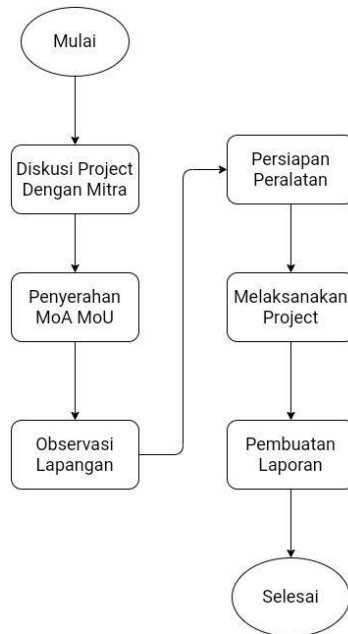 Mulai
Diskusi Project
Dengan Mitra
Penyerahan
MoA MoU
Observasi
Lapangan
Persiapan
Peralatan
Melaksanakan
Project
Pembuatan
Laporan
Selesai